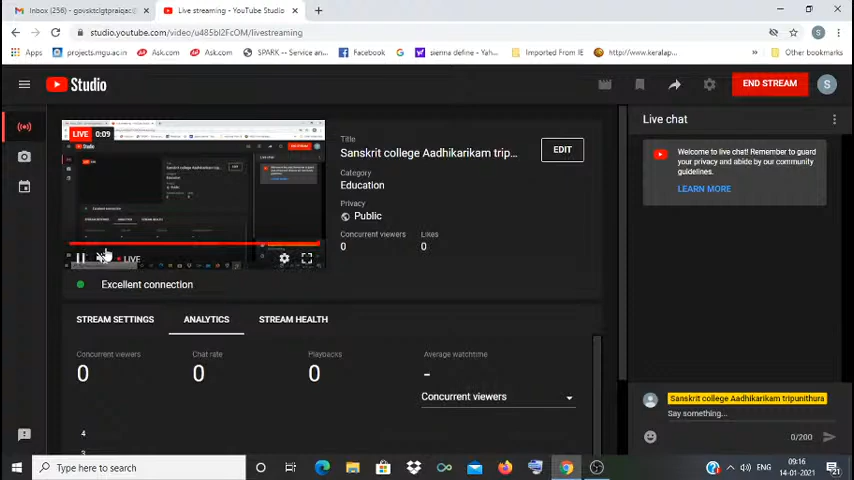 Inbox (256) - govsktclgtpraiqac@
Live streaming - YouTube Studio
studio.youtube.com/video/u485bI2FcOM/livestreaming
Apps
projects.mgu.ac.in
Ask.com
Ask.com
SPARK -- Service an...
Facebook
sienna define - Yah...
Imported From IE
http://www.keralap...
Other bookmarks
Studio
END STREAM
S
LIVE 0:09
LIVE
Excellent connection
Title
Sanskrit college Aadhikarikam trip...
EDIT
Category
Education
Privacy
Public
Concurrent viewers
0
Likes
0
STREAM SETTINGS
ANALYTICS
STREAM HEALTH
Concurrent viewers
0
Chat rate
0
Playbacks
0
Average watchtime
-
Concurrent viewers
4
3
Live chat
Welcome to live chat! Remember to
guard your privacy and abide by our
community guidelines.
LEARN MORE
Sanskrit college Aadhikarikam tripunithura
Say something...
0/200
Type here to search
ENG
09:16
14-01-2021
21